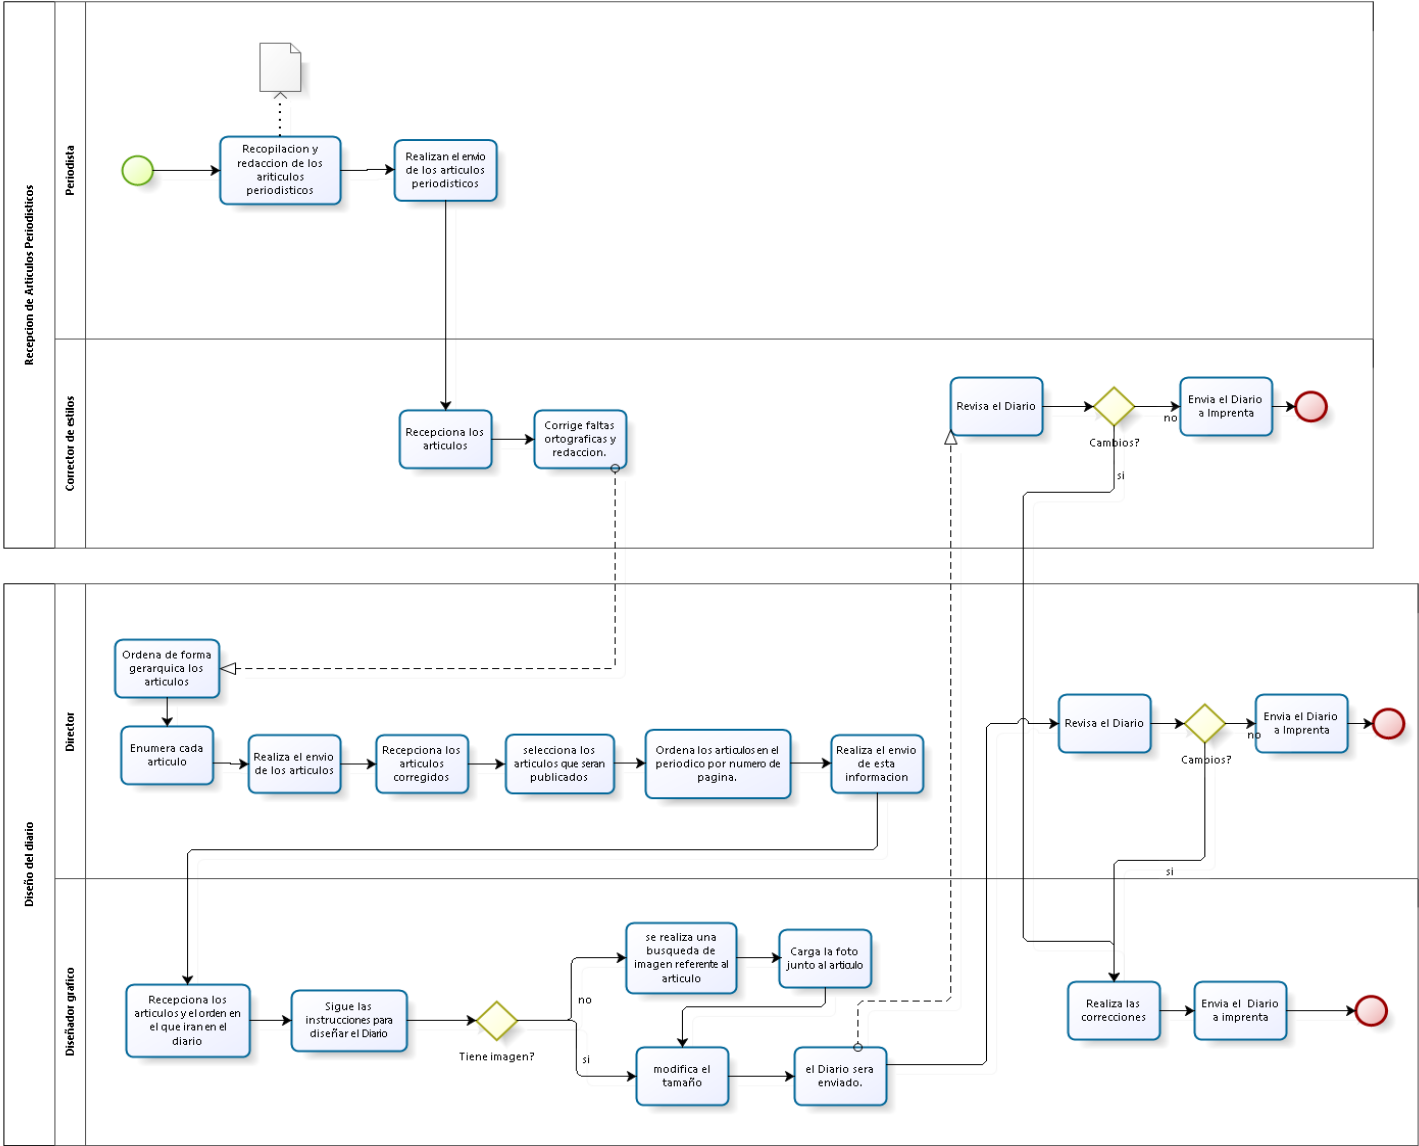 Recepcion de Articulos Periodisticos
Periodista
Recopilacion y
redaccion de los
ariticulos
periodisticos
Realizan el envio
de los articulos
periodisticos
Corrector de estilos
Recepciona los
articulos
Corrige faltas
ortograficas y
redaccion.
Revisa el Diario
Cambios?
no
si
Envia el Diario
a Imprenta
Diseño del diario
Director
Ordena de forma
gerarquica los
articulos
Enumera cada
articulo
Realiza el envio
de los articulos
Recepciona los
articulos
corregidos
selecciona los
articulos que seran
publicados
Ordena los articulos en el
periodico por numero de
pagina.
Realiza el envio
de esta
informacion
Revisa el Diario
Cambios?
no
si
Envia el Diario
a Imprenta
Diseñador grafico
Recepciona los
articulos y el orden en
el que iran en el
diario
Sigue las
instrucciones para
diseñar el Diario
Tiene imagen?
no
si
se realiza una
busqueda de
imagen referente al
articulo
Carga la foto
junto al articulo
modifica el
tamaño
el Diario sera
enviado.
Realiza las
correcciones
Envia el Diario
a imprenta